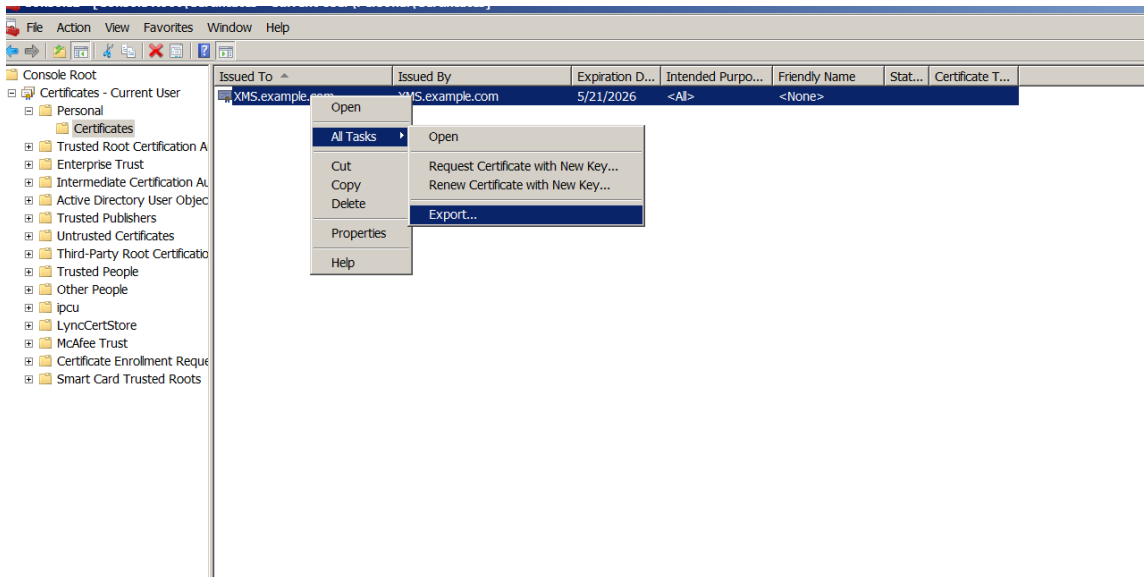 File Action View Favorites Window Help
Console Root
Certificates - Current User
Personal
Certificates
Trusted Root Certification A
Enterprise Trust
Intermediate Certification Au
Active Directory User Objec
Trusted Publishers
Untrusted Certificates
Third-Party Root Certificatio
Trusted People
Other People
ipcu
LyncCertStore
McAfee Trust
Certificate Enrollment Reque
Smart Card Trusted Roots
Issued To Issued By Expiration D... Intended Purpo... Friendly Name Stat... Certificate T...
XMS.example.com XMS.example.com 5/21/2026 <All> <None>
Open
All Tasks
Cut
Copy
Delete
Properties
Help
Open
Request Certificate with New Key...
Renew Certificate with New Key...
Export...